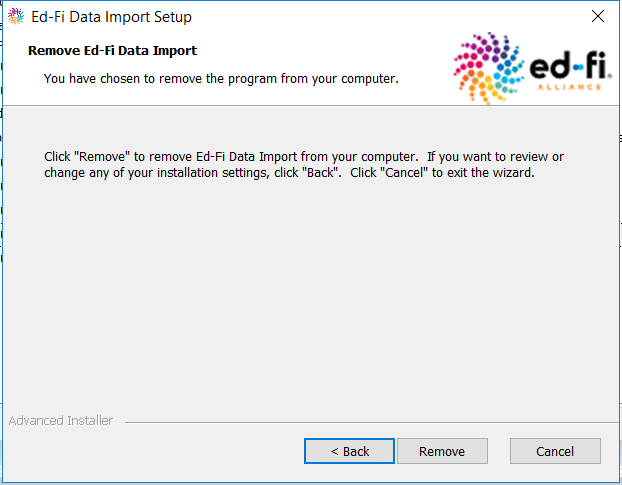 Ed-Fi Data Import Setup
Remove Ed-Fi Data Import
You have chosen to remove the program from your computer.
ed-fi
ALLIANCE
Click "Remove" to remove Ed-Fi Data Import from your computer.  If you want to review or
change any of your installation settings, click "Back".  Click "Cancel" to exit the wizard.
Advanced Installer
< Back
Remove
Cancel